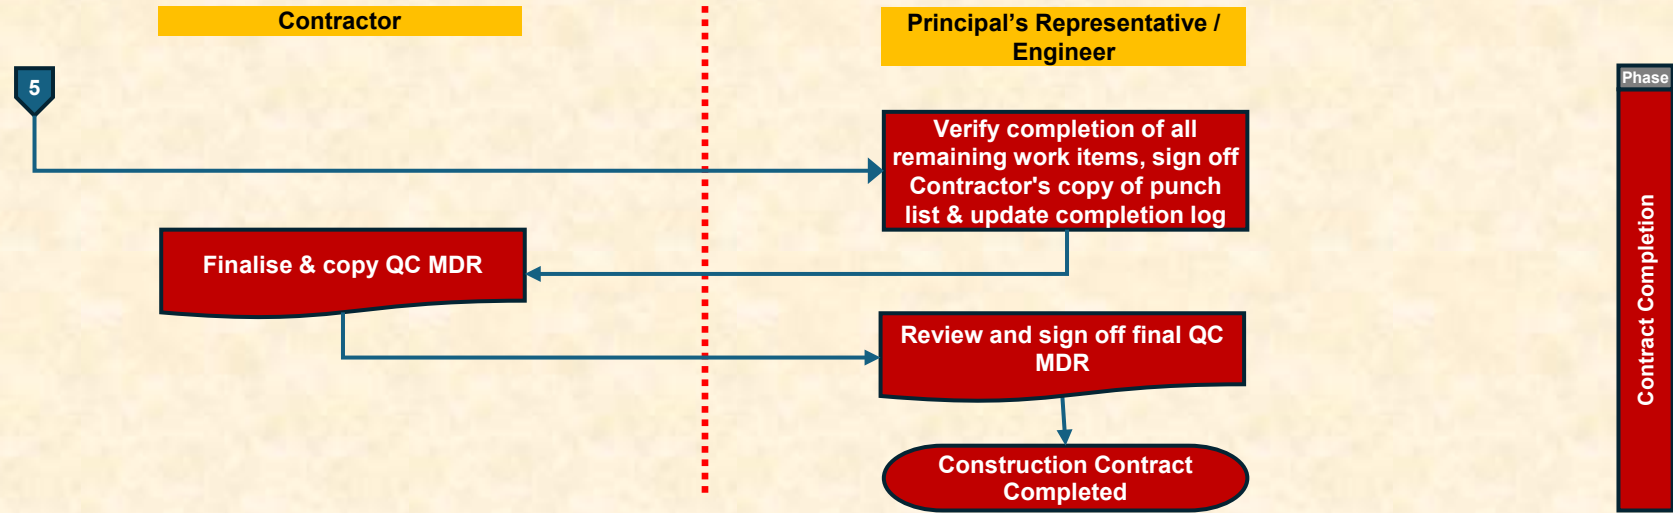 Contractor
Principal’s Representative /
Engineer
5
Phase
Verify completion of all
remaining work items, sign off
Contractor's copy of punch
list & update completion log
Finalise & copy QC MDR
Review and sign off final QC
MDR
Construction Contract
Completed
Contract Completion